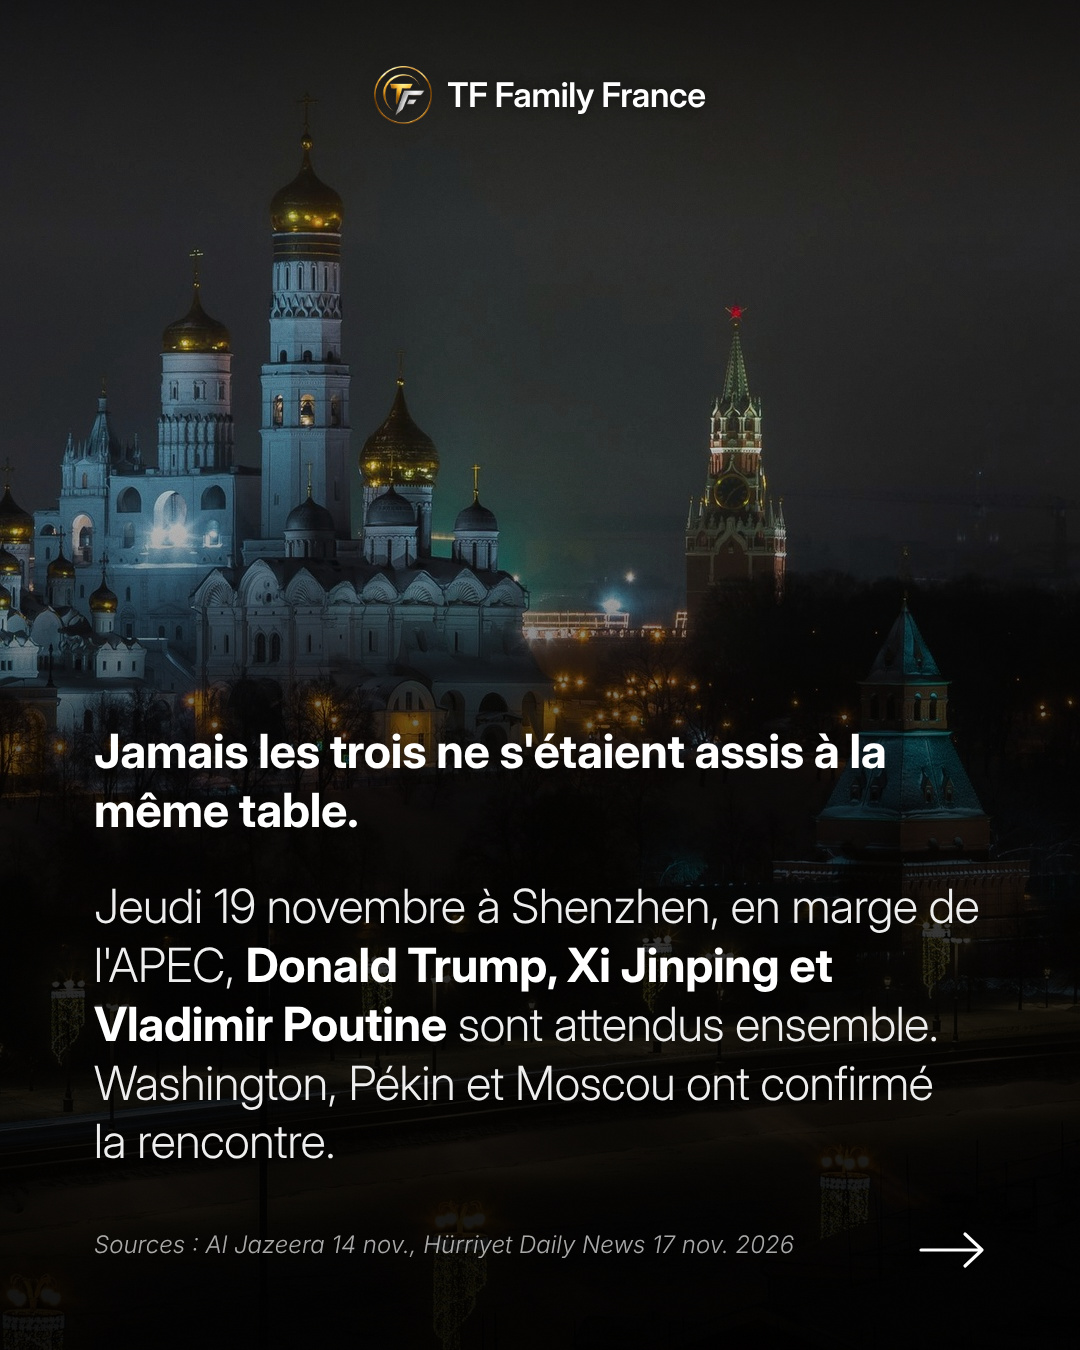 TF TF Family France
Jamais les trois ne s'étaient assis à la
même table.
Jeudi 19 novembre à Shenzhen, en marge de
l'APEC, Donald Trump, Xi Jinping et
Vladimir Poutine sont attendus ensemble.
Washington, Pékin et Moscou ont confirmé
la rencontre.
Sources : Al Jazeera 14 nov., Hürriyet Daily News 17 nov. 2026